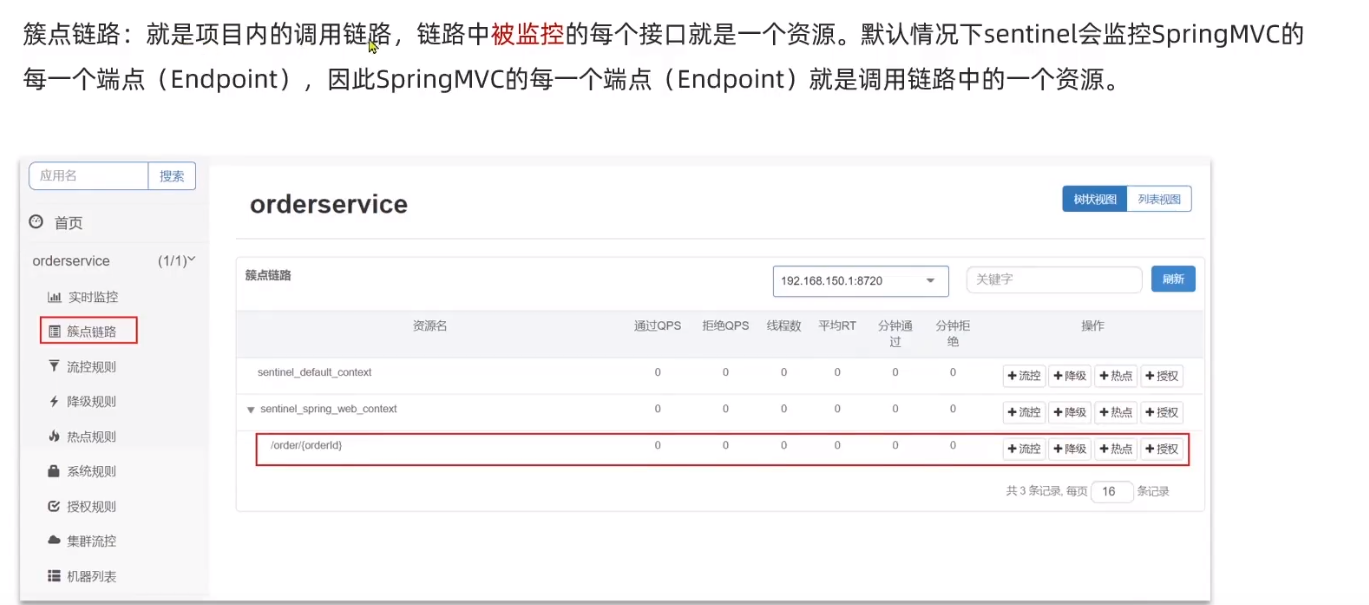 簇点链路：就是项目内的调用链路，链路中被监控的每个接口就是一个资源。默认情况下sentinel会监控SpringMVC的
每一个端点（Endpoint），因此SpringMVC的每一个端点（Endpoint）就是调用链路中的一个资源。
应用名 搜索
首页
orderservice (1/1)
实时监控
簇点链路
流控规则
降级规则
热点规则
系统规则
授权规则
集群流控
机器列表
orderservice 树状视图 列表视图
簇点链路 192.168.150.1:8720 关键字 刷新
资源名 通过QPS 拒绝QPS 线程数 平均RT 分钟通过 分钟拒绝 操作
sentinel_default_context 0 0 0 0 0 0 +流控 +降级 +热点 +授权
sentinel_spring_web_context 0 0 0 0 0 0 +流控 +降级 +热点 +授权
/order/{orderId} 0 0 0 0 0 0 +流控 +降级 +热点 +授权
共 3 条记录, 每页 16 条记录